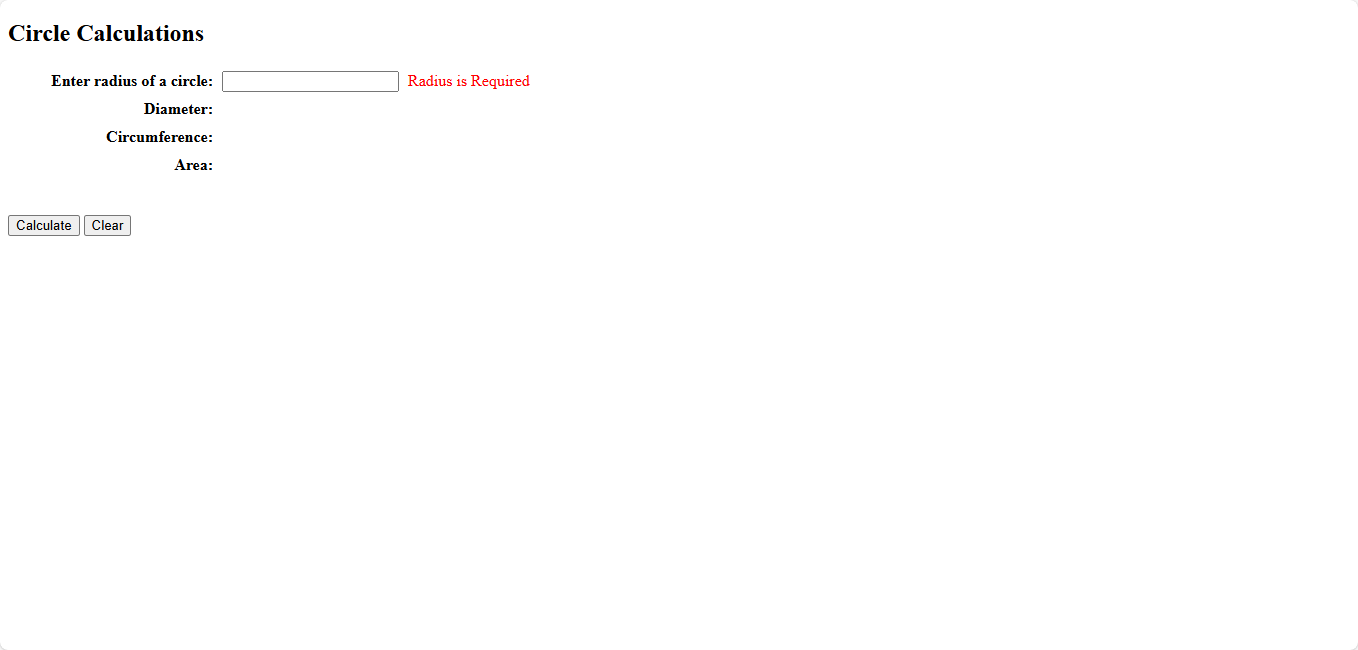 Circle Calculations
Enter radius of a circle: Radius is Required
Diameter:
Circumference:
Area:
Calculate Clear